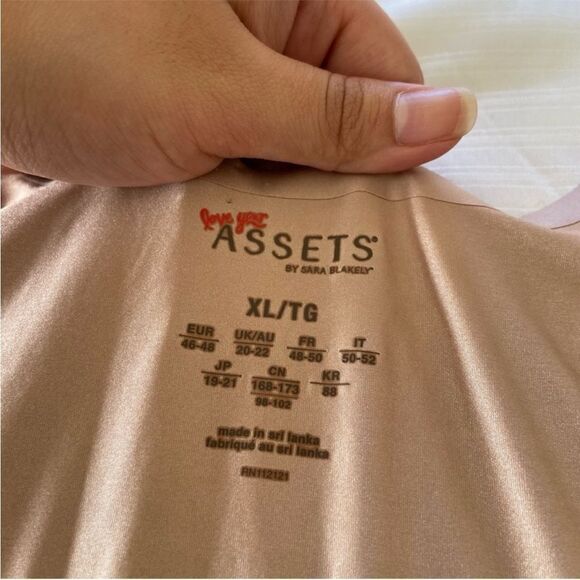 love your
ASSETS®
BY SARA BLAKELY™
XL/TG
EUR UK/AU FR IT
46-48 20-22 48-50 50-52
JP CN KR
19-21 168-173 88
98-102
made in sri lanka
fabriqué au sri lanka
RN112121